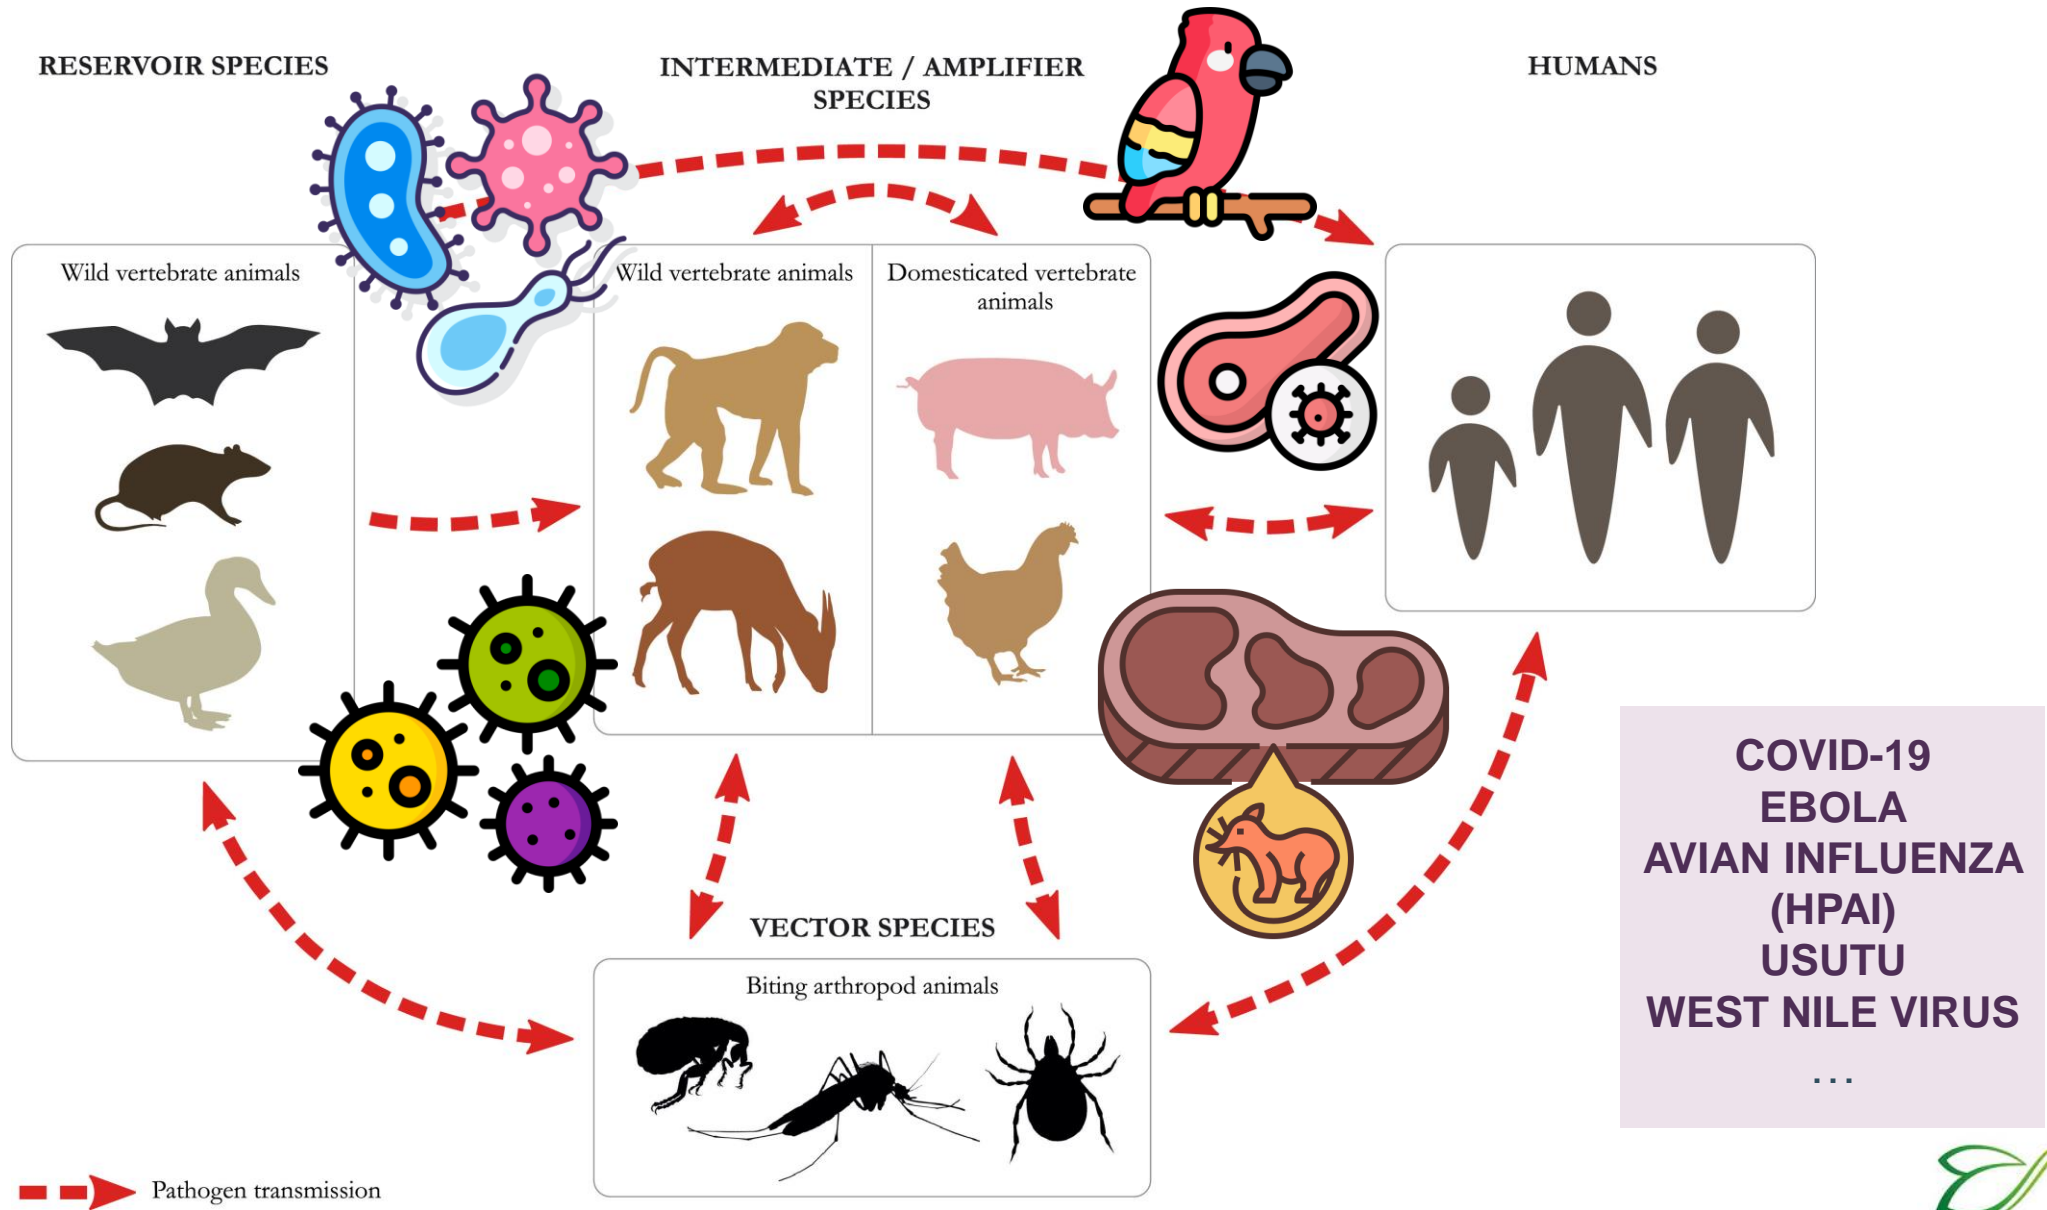 RESERVOIR SPECIES
INTERMEDIATE / AMPLIFIER
SPECIES
HUMANS
Wild vertebrate animals
Wild vertebrate animals
Domesticated vertebrate
animals
VECTOR SPECIES
Biting arthropod animals
COVID-19
EBOLA
AVIAN INFLUENZA
(HPAI)
USUTU
WEST NILE VIRUS
...
Pathogen transmission